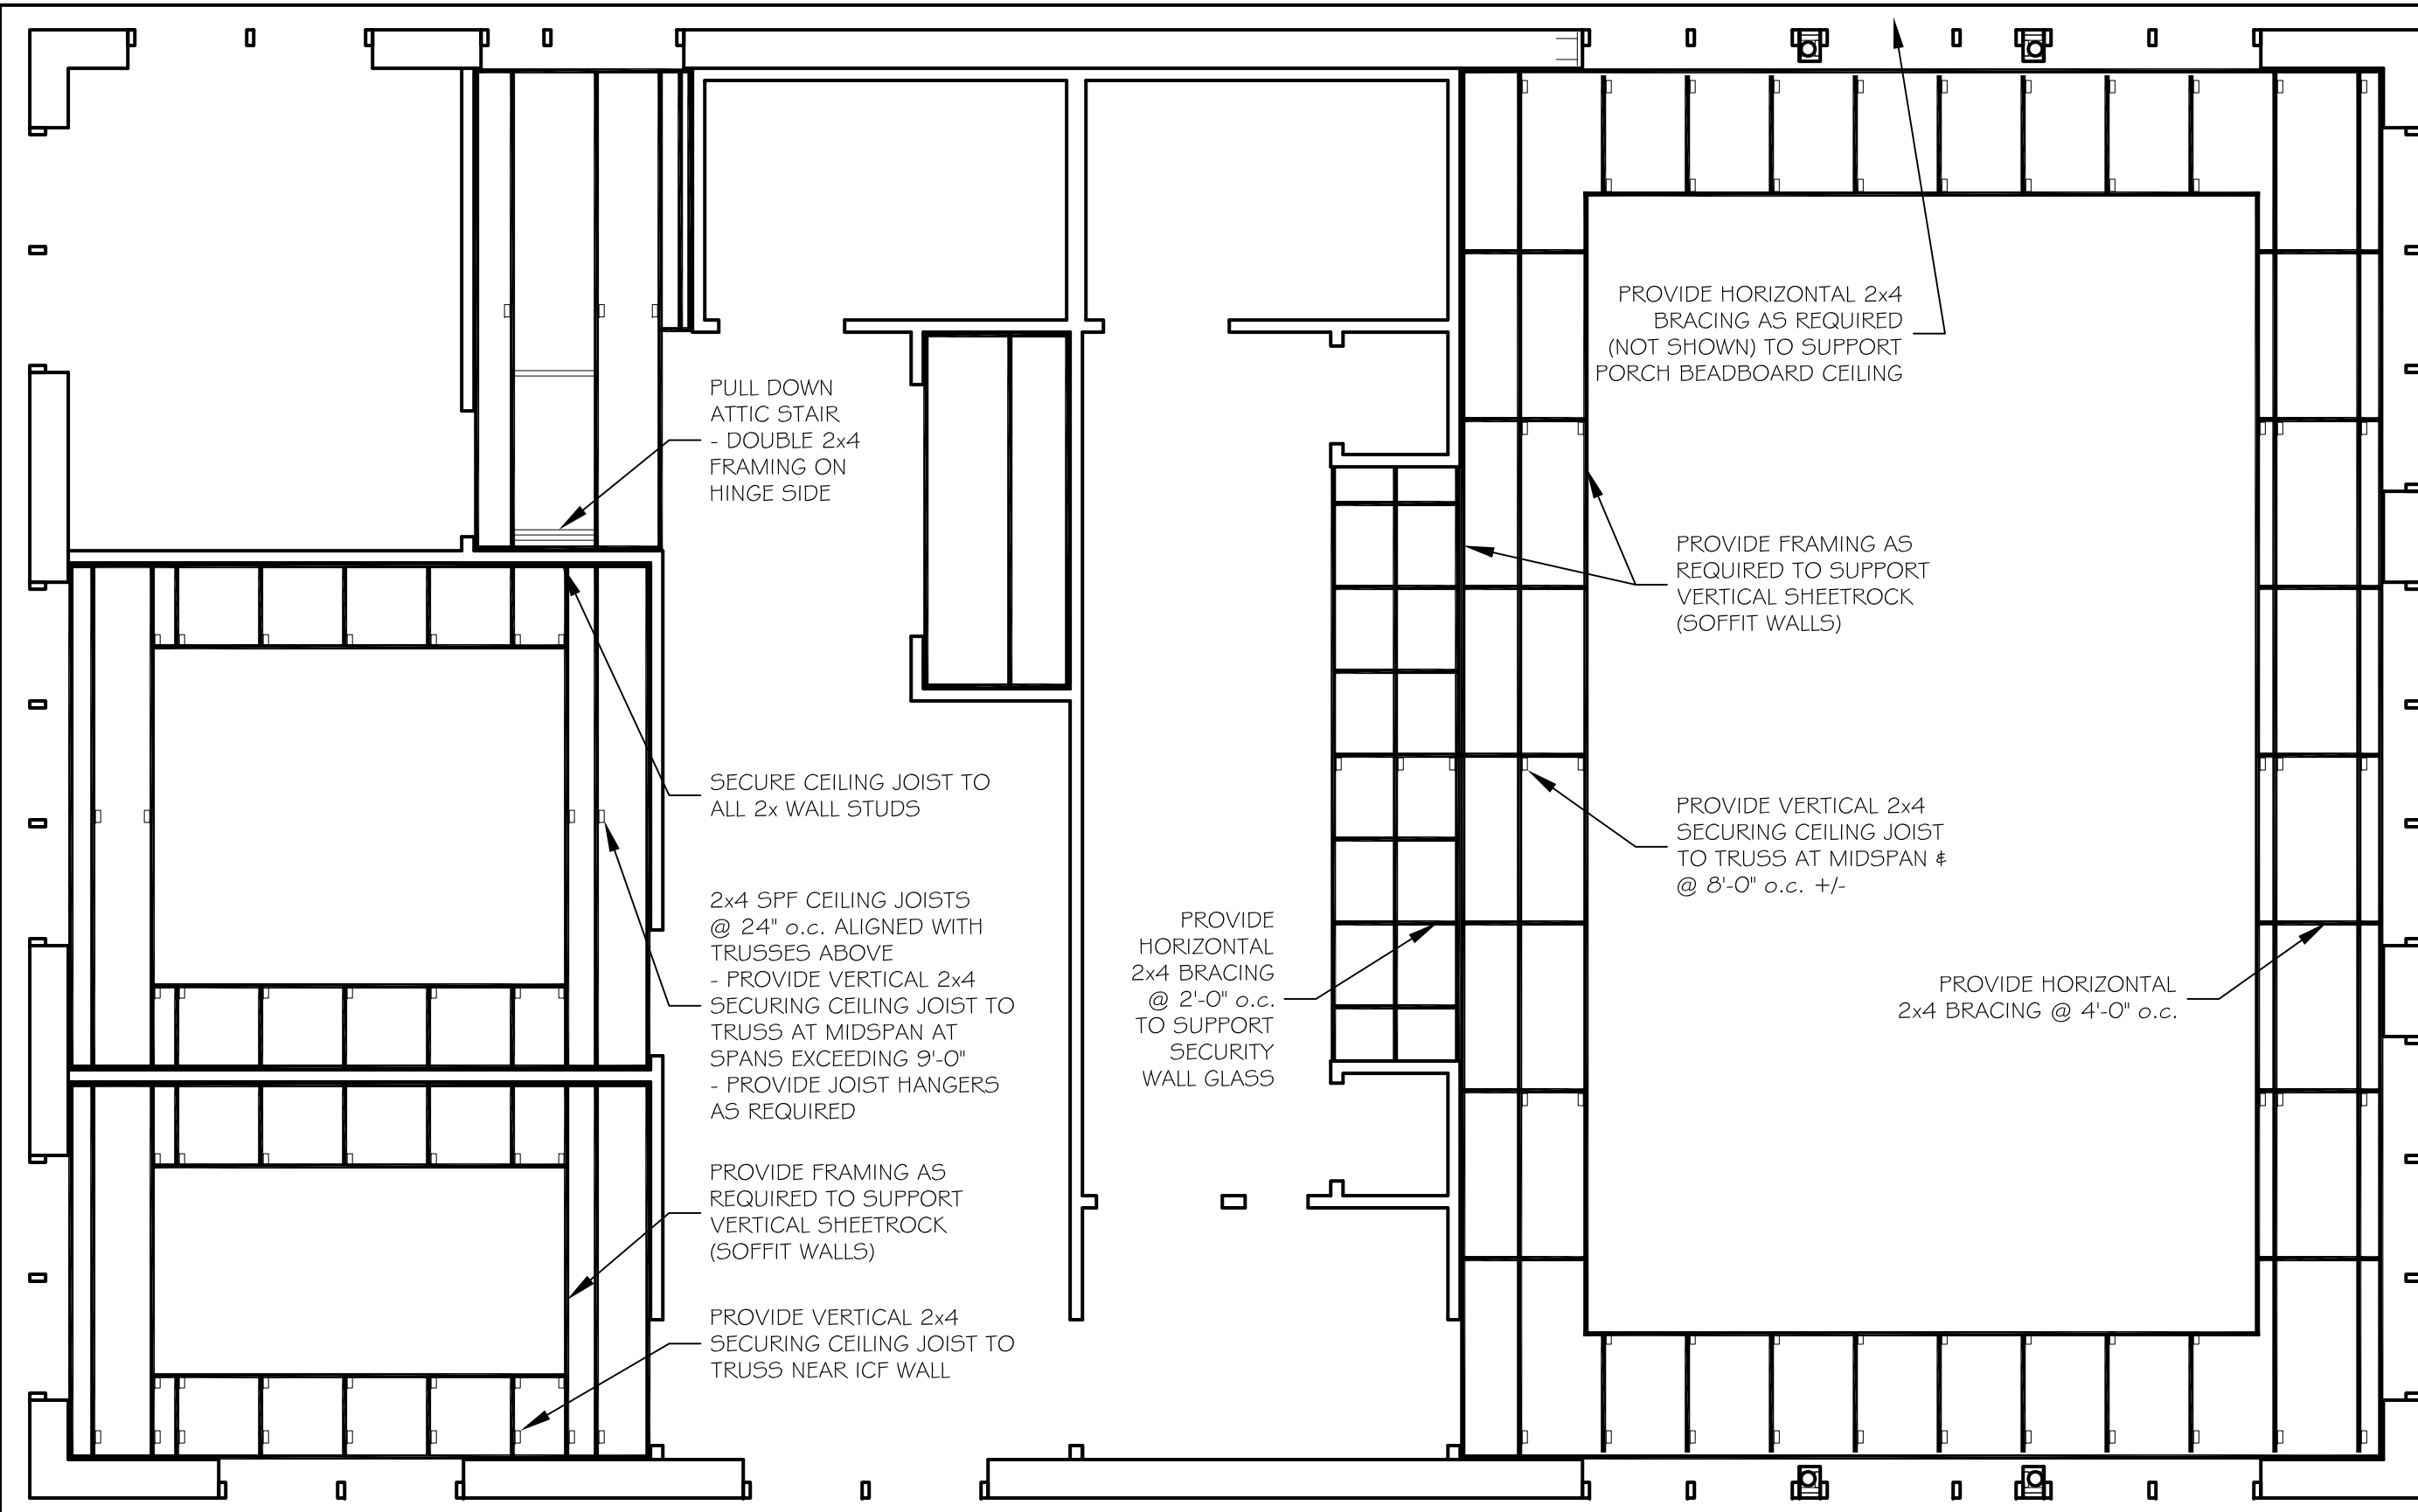 PROVIDE HORIZONTAL 2x4
BRACING AS REQUIRED
(NOT SHOWN) TO SUPPORT
PORCH BEADBOARD CEILING
PULL DOWN
ATTIC STAIR
- DOUBLE 2x4
FRAMING ON
HINGE SIDE
PROVIDE FRAMING AS
REQUIRED TO SUPPORT
VERTICAL SHEETROCK
(SOFFIT WALLS)
SECURE CEILING JOIST TO
ALL 2x WALL STUDS
PROVIDE VERTICAL 2x4
SECURING CEILING JOIST
TO TRUSS AT MIDSPAN &
@ 8'-0" o.c. +/-
2x4 SPF CEILING JOISTS
@ 24" o.c. ALIGNED WITH
TRUSSES ABOVE
- PROVIDE VERTICAL 2x4
SECURING CEILING JOIST TO
TRUSS AT MIDSPAN AT
SPANS EXCEEDING 9'-0"
- PROVIDE JOIST HANGERS
AS REQUIRED
PROVIDE
HORIZONTAL
2x4 BRACING
@ 2'-0" o.c.
TO SUPPORT
SECURITY
WALL GLASS
PROVIDE HORIZONTAL
2x4 BRACING @ 4'-0" o.c.
PROVIDE FRAMING AS
REQUIRED TO SUPPORT
VERTICAL SHEETROCK
(SOFFIT WALLS)
PROVIDE VERTICAL 2x4
SECURING CEILING JOIST TO
TRUSS NEAR ICF WALL